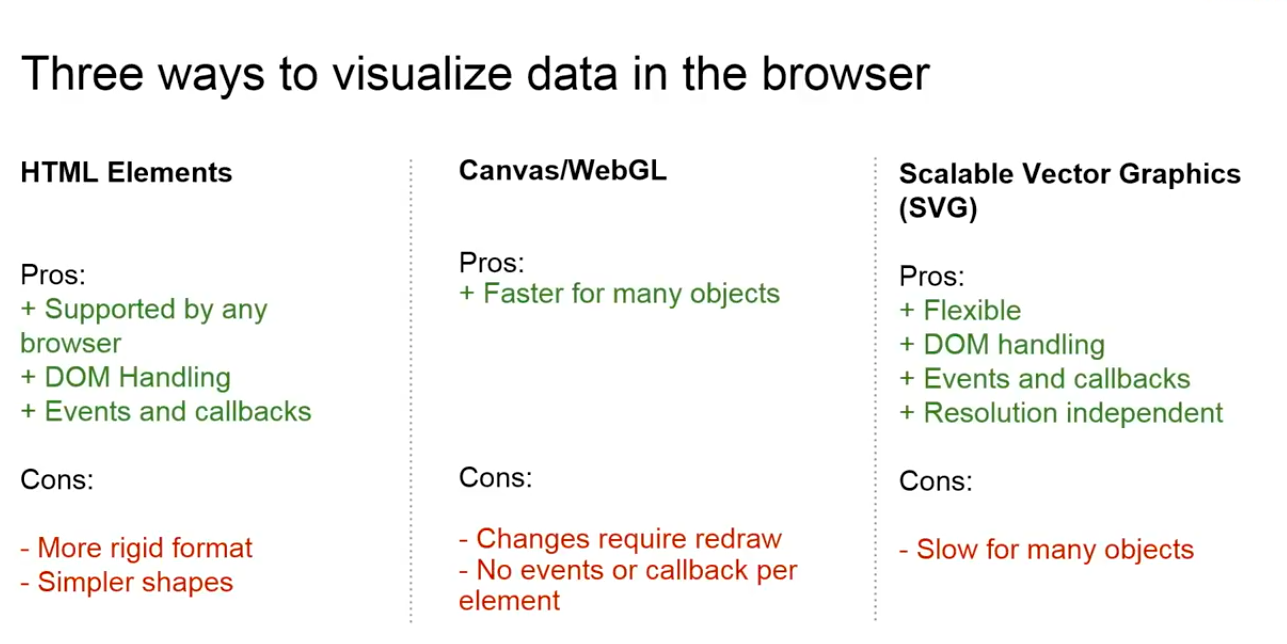 Three ways to visualize data in the browser
HTML Elements
Pros:
+ Supported by any
browser
+ DOM Handling
+ Events and callbacks
Cons:
- More rigid format
- Simpler shapes
Canvas/WebGL
Pros:
+ Faster for many objects
Cons:
- Changes require redraw
- No events or callback per
element
Scalable Vector Graphics
(SVG)
Pros:
+ Flexible
+ DOM handling
+ Events and callbacks
+ Resolution independent
Cons:
- Slow for many objects